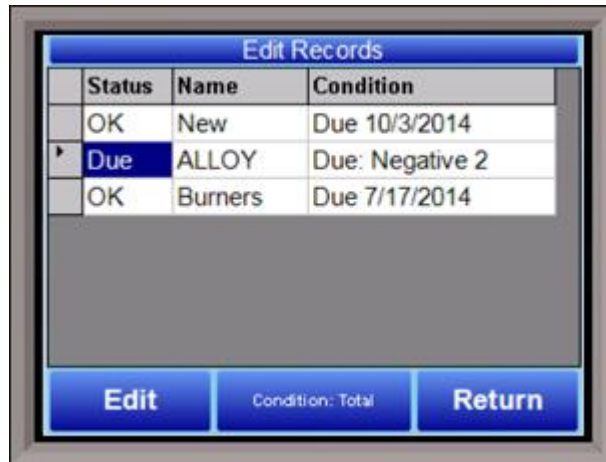 Edit Records
Status Name Condition
OK New Due 10/3/2014
Due ALLOY Due: Negative 2
OK Burners Due 7/17/2014
Edit Condition: Total Return